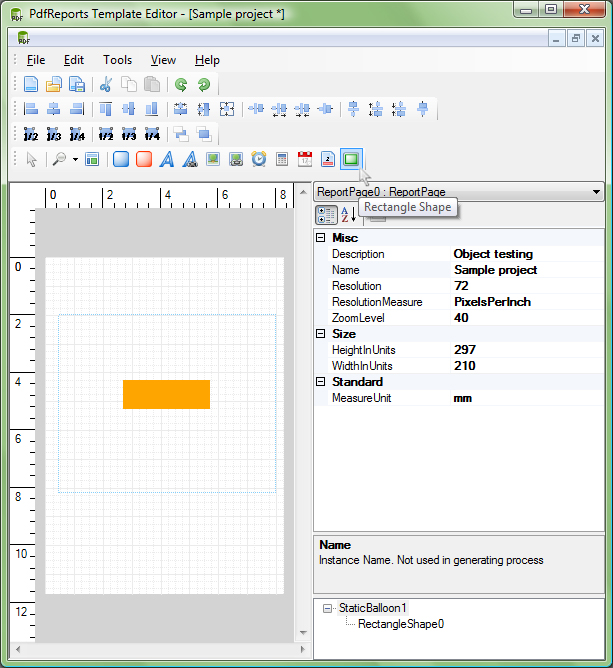 PdfReports Template Editor - [Sample project *]
PDF
File Edit Tools View Help
1/2 1/3 1/4 1/2 1/3 1/4
0 2 4 6 8
ReportPage0 : ReportPage
Rectangle Shape
Misc
Description Object testing
Name Sample project
Resolution 72
ResolutionMeasure PixelsPerInch
ZoomLevel 40
Size
HeightInUnits 297
WidthInUnits 210
Standard
MeasureUnit mm
0
2
4
6
8
10
12
Name
Instance Name. Not used in generating process
StaticBalloon1
RectangleShape0